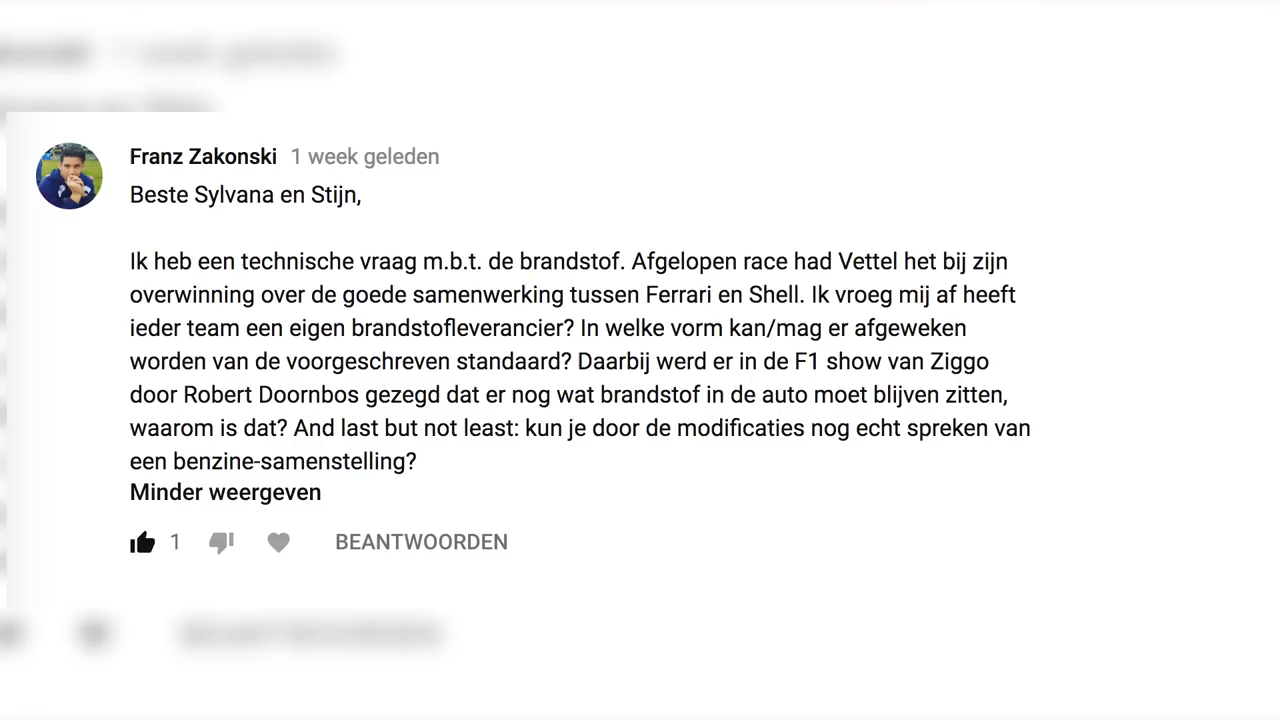 Franz Zakonski 1 week geleden
Beste Sylvana en Stijn,
Ik heb een technische vraag m.b.t. de brandstof. Afgelopen race had Vettel het bij zijn
overwinning over de goede samenwerking tussen Ferrari en Shell. Ik vroeg mij af heeft
ieder team een eigen brandstofleverancier? In welke vorm kan/mag er afgeweken
worden van de voorgeschreven standaard? Daarbij werd er in de F1 show van Ziggo
door Robert Doornbos gezegd dat er nog wat brandstof in de auto moet blijven zitten,
waarom is dat? And last but not least: kun je door de modificaties nog echt spreken van
een benzine-samenstelling?
Minder weergeven
1 BEANTWOORDEN